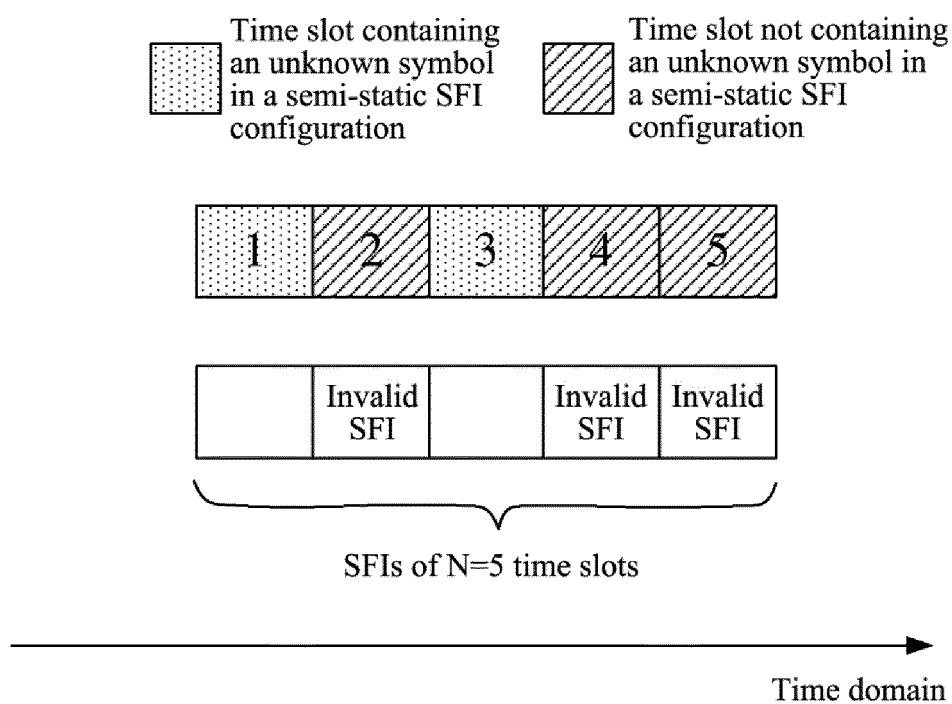 Time slot containing
an unknown symbol
in a semi-static SFI
configuration
Time slot not containing
an unknown symbol in
a semi-static SFI
configuration
1 2 3 4 5
Invalid SFI
Invalid SFI
Invalid SFI
SFIs of N=5 time slots
Time domain